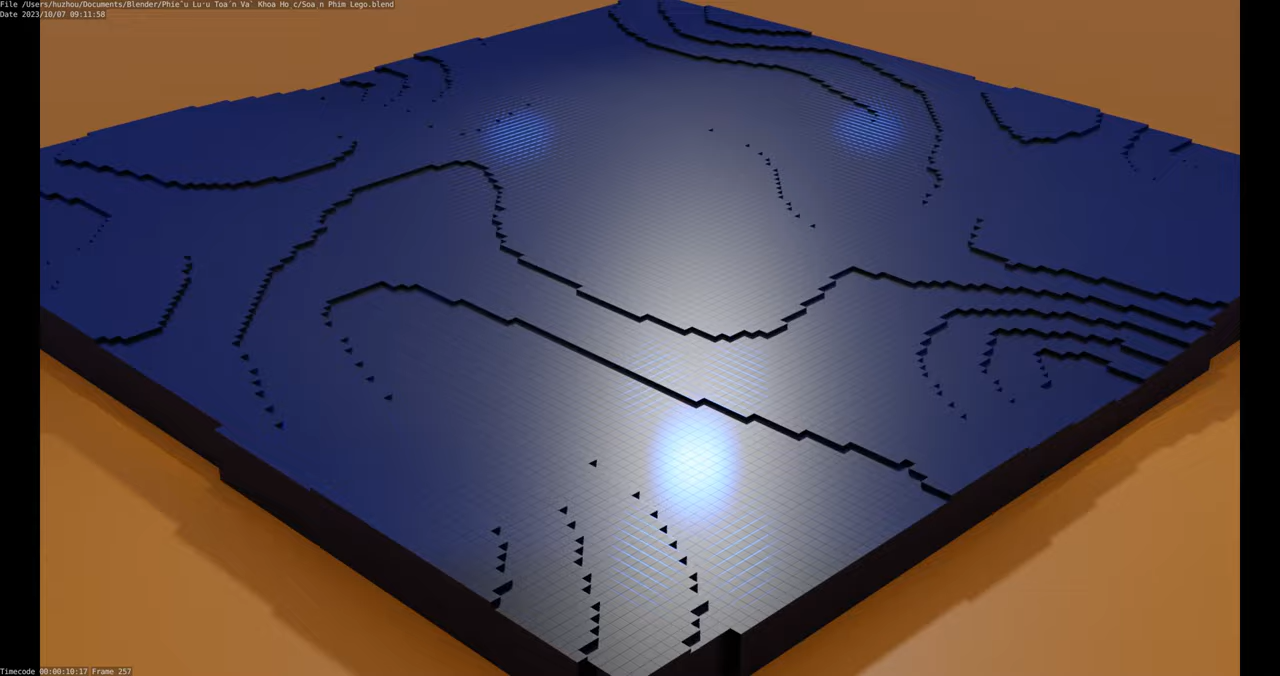 File /Users/huzhou/Documents/Blender/Phieˆu Lu‧u Toa´n Va` Khoa Ho‚c/Soa‚n Phim Lego.blend
Date 2023/10/07 09:11:58
Timecode 00:00:10:17 Frame 257